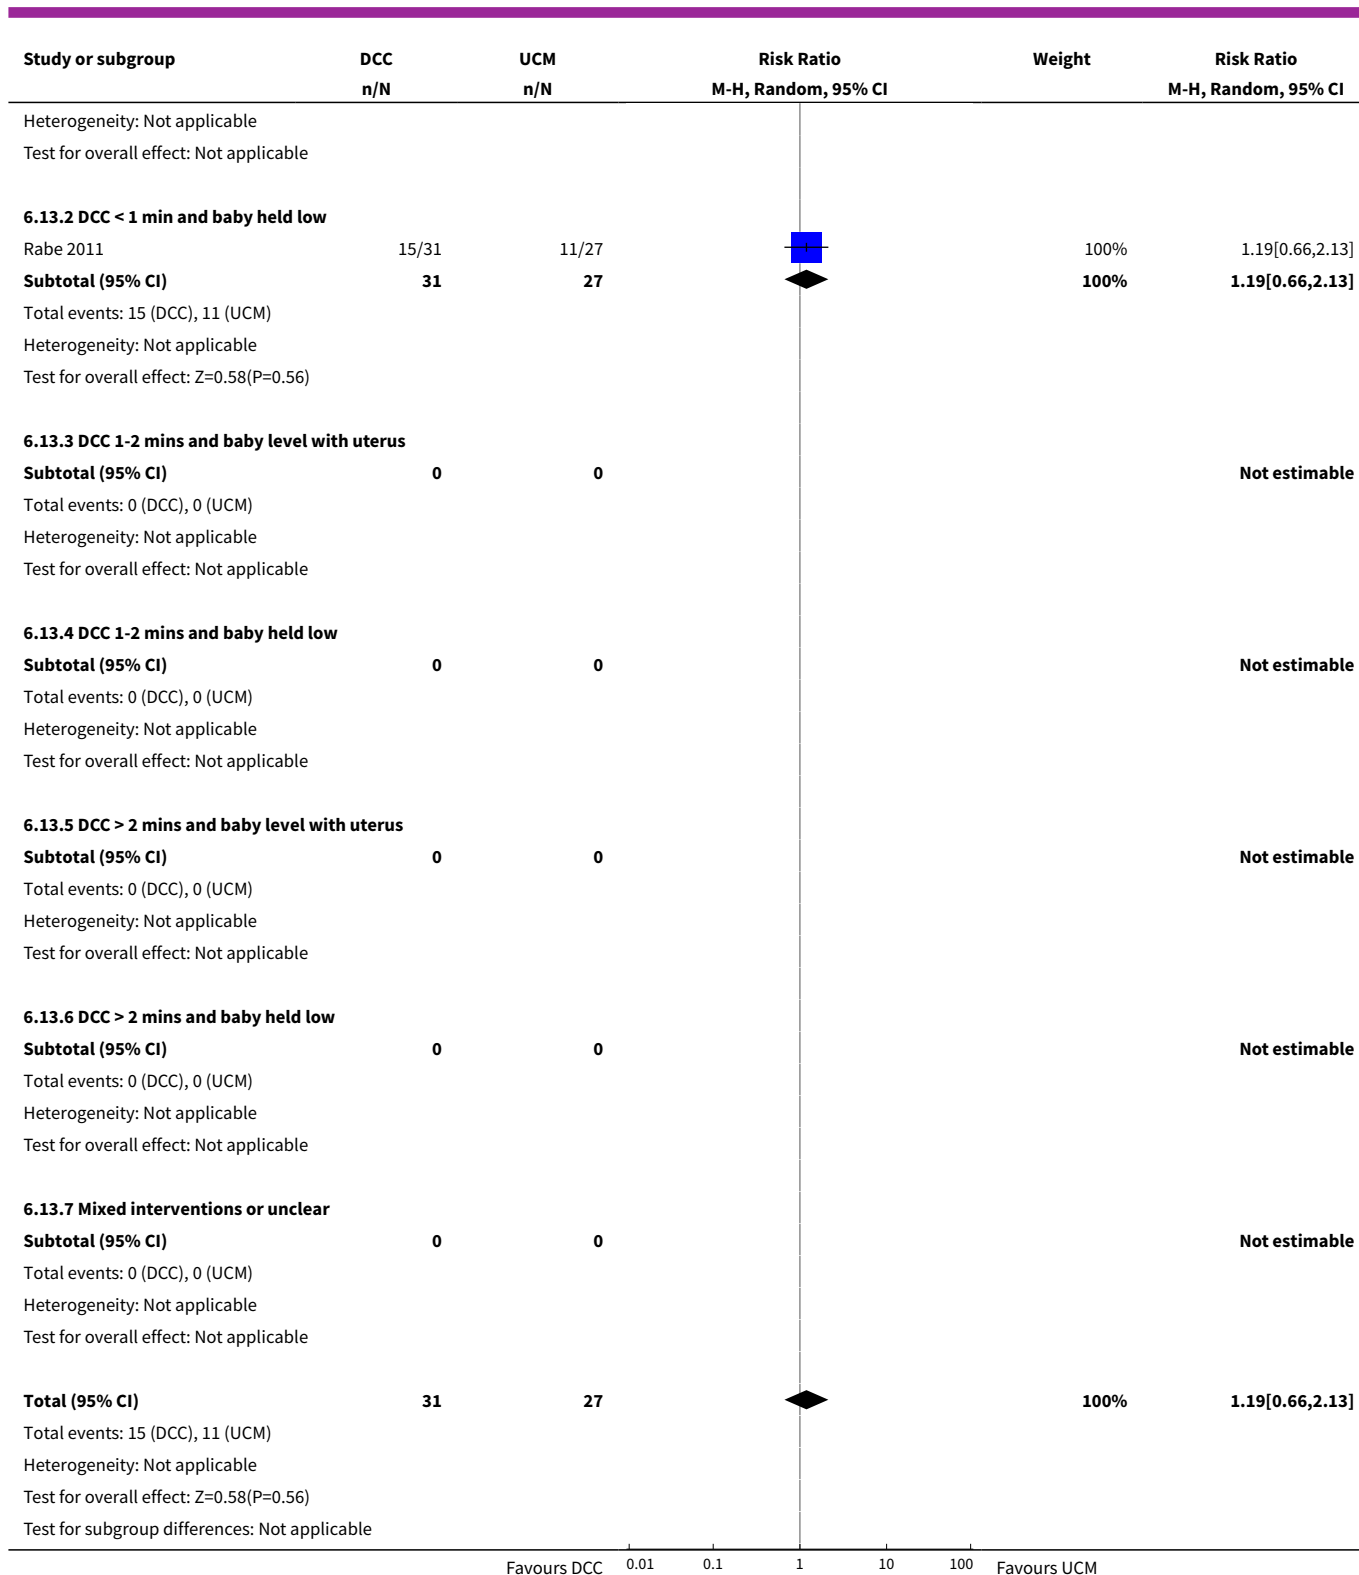 Study or subgroup DCC UCM Risk Ratio Weight Risk Ratio
n/N n/N M-H, Random, 95% CI M-H, Random, 95% CI
Heterogeneity: Not applicable
Test for overall effect: Not applicable
6.13.2 DCC < 1 min and baby held low
Rabe 2011 15/31 11/27 100% 1.19[0.66,2.13]
Subtotal (95% CI) 31 27 100% 1.19[0.66,2.13]
Total events: 15 (DCC), 11 (UCM)
Heterogeneity: Not applicable
Test for overall effect: Z=0.58(P=0.56)
6.13.3 DCC 1-2 mins and baby level with uterus
Subtotal (95% CI) 0 0 Not estimable
Total events: 0 (DCC), 0 (UCM)
Heterogeneity: Not applicable
Test for overall effect: Not applicable
6.13.4 DCC 1-2 mins and baby held low
Subtotal (95% CI) 0 0 Not estimable
Total events: 0 (DCC), 0 (UCM)
Heterogeneity: Not applicable
Test for overall effect: Not applicable
6.13.5 DCC > 2 mins and baby level with uterus
Subtotal (95% CI) 0 0 Not estimable
Total events: 0 (DCC), 0 (UCM)
Heterogeneity: Not applicable
Test for overall effect: Not applicable
6.13.6 DCC > 2 mins and baby held low
Subtotal (95% CI) 0 0 Not estimable
Total events: 0 (DCC), 0 (UCM)
Heterogeneity: Not applicable
Test for overall effect: Not applicable
6.13.7 Mixed interventions or unclear
Subtotal (95% CI) 0 0 Not estimable
Total events: 0 (DCC), 0 (UCM)
Heterogeneity: Not applicable
Test for overall effect: Not applicable
Total (95% CI) 31 27 100% 1.19[0.66,2.13]
Total events: 15 (DCC), 11 (UCM)
Heterogeneity: Not applicable
Test for overall effect: Z=0.58(P=0.56)
Test for subgroup differences: Not applicable
Favours DCC 0.01 0.1 1 10 100 Favours UCM